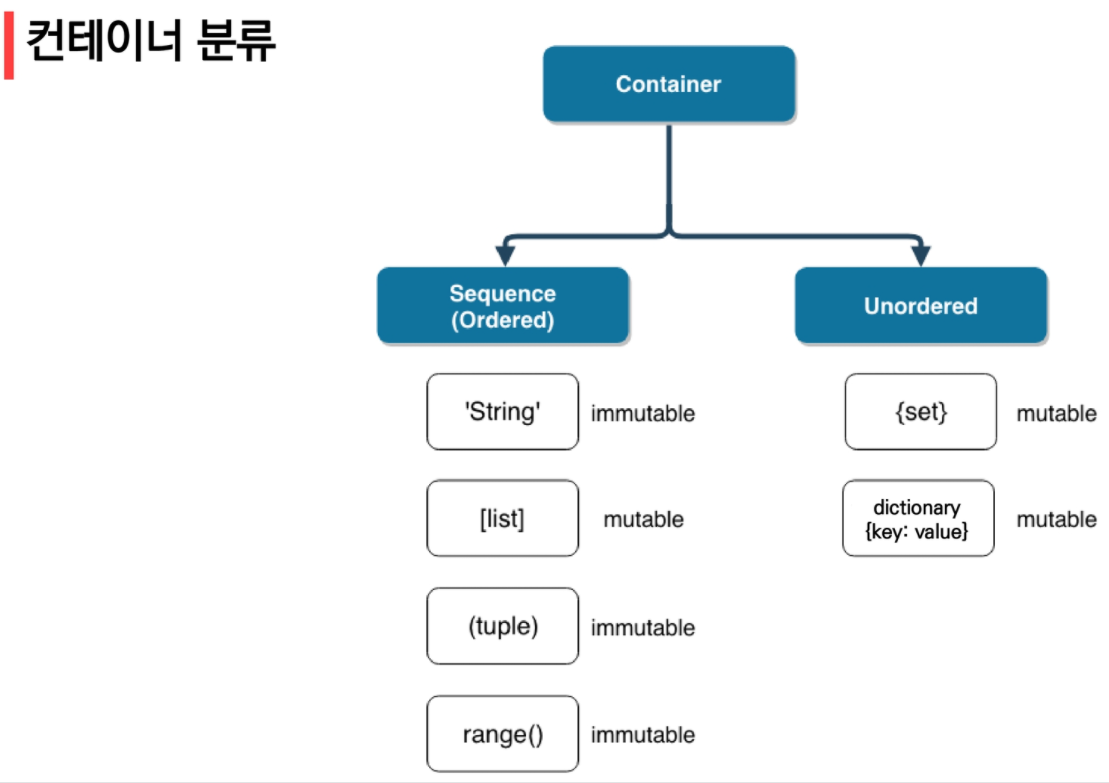 컨테이너 분류
Container
Sequence
(Ordered)
Unordered
'String'
immutable
{set}
mutable
[list]
mutable
dictionary
{key: value}
mutable
(tuple)
immutable
range()
immutable